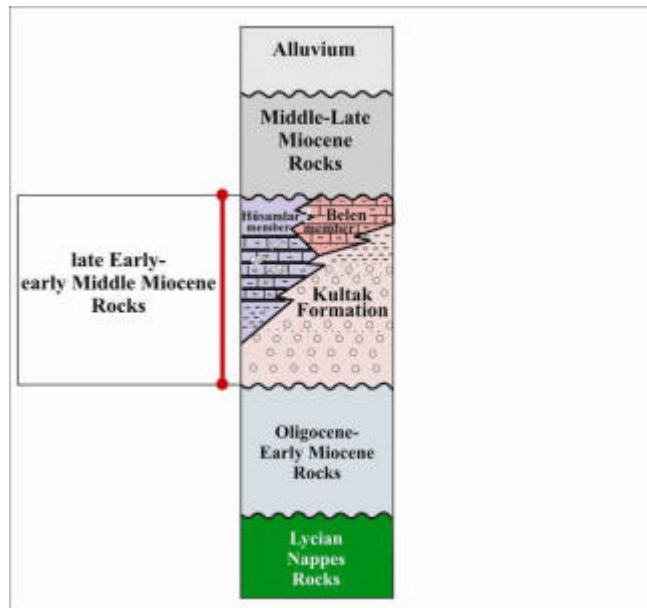 Alluvium
Middle-Late
Miocene
Rocks
Hüsamlar
member
Belen
member
late Early-
early Middle Miocene
Rocks
Kultak
Formation
Oligocene-
Early Miocene
Rocks
Lycian
Nappes
Rocks